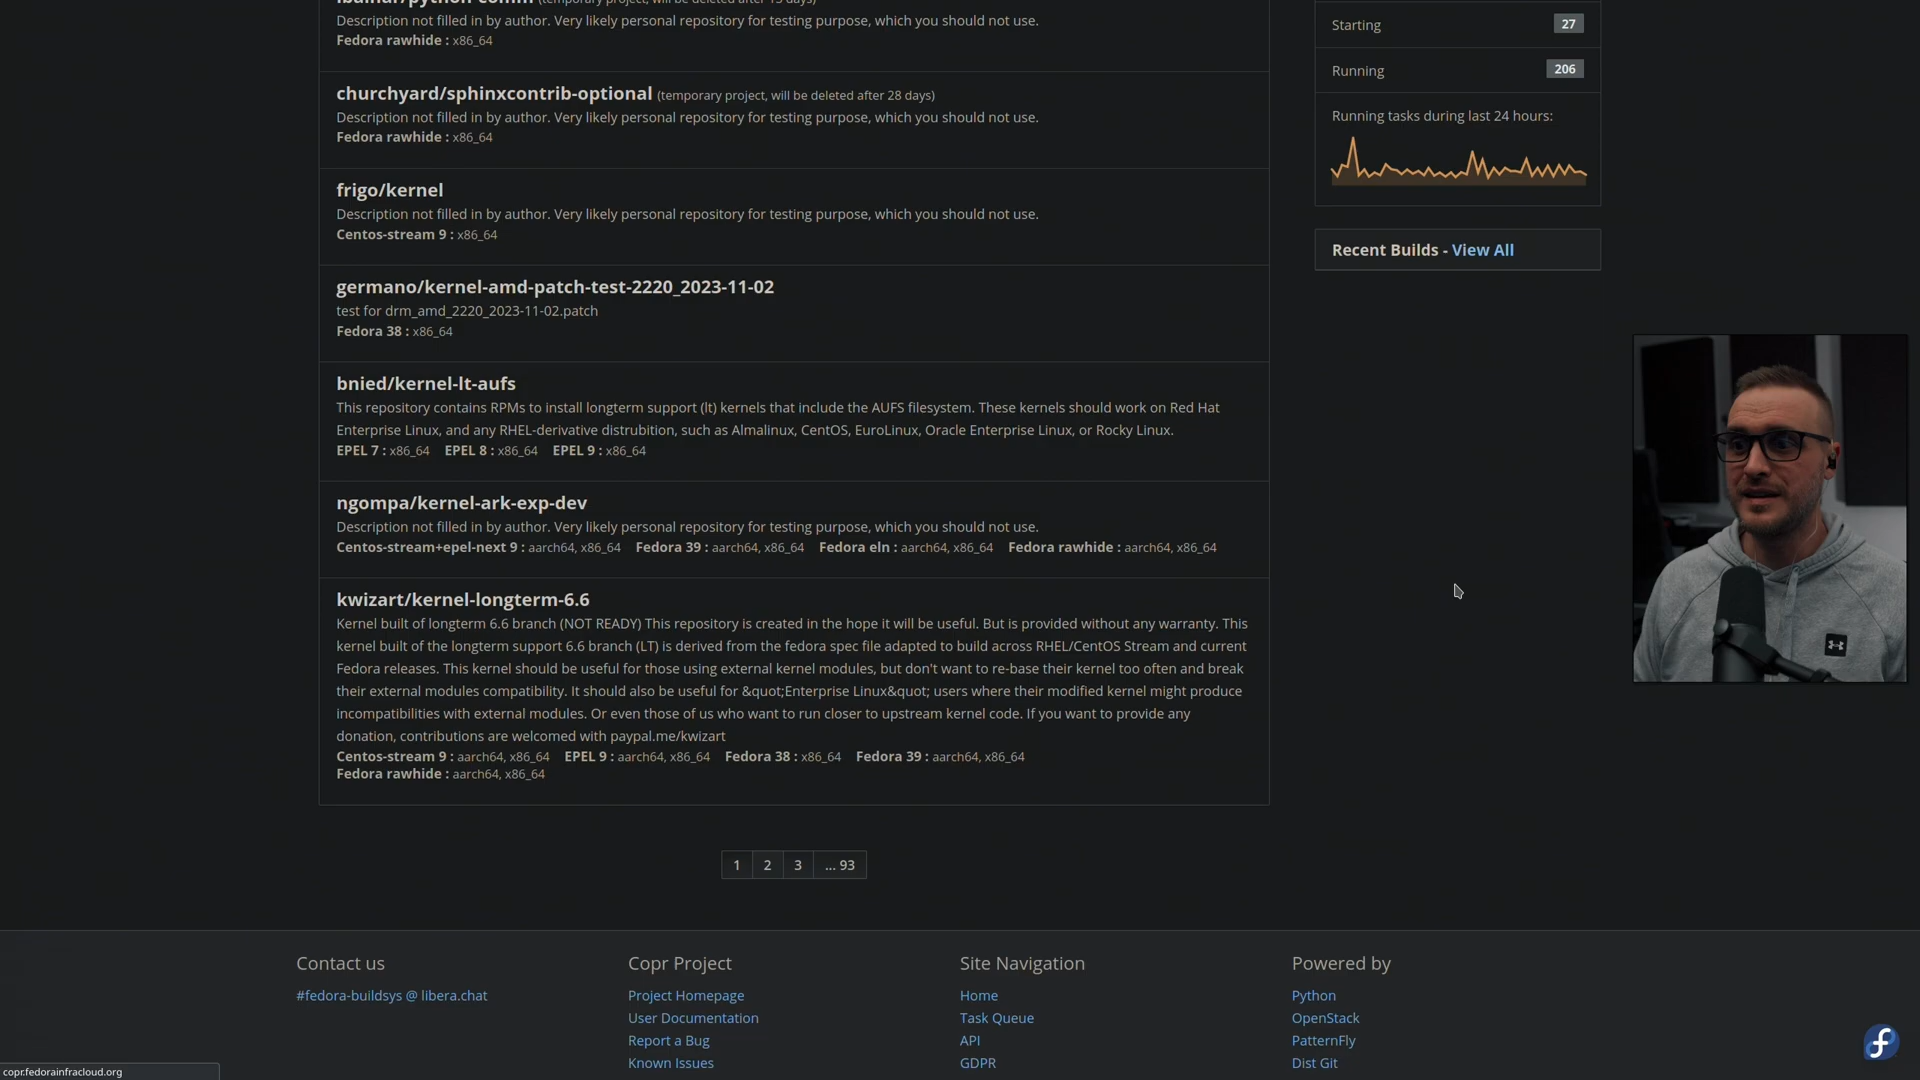 (temporary project, will be deleted after 13 days)
Description not filled in by author. Very likely personal repository for testing purpose, which you should not use.
Fedora rawhide : x86_64
churchyard/sphinxcontrib-optional (temporary project, will be deleted after 28 days)
Description not filled in by author. Very likely personal repository for testing purpose, which you should not use.
Fedora rawhide : x86_64
frigo/kernel
Description not filled in by author. Very likely personal repository for testing purpose, which you should not use.
Centos-stream 9 : x86_64
germano/kernel-amd-patch-test-2220_2023-11-02
test for drm_amd_2220_2023-11-02.patch
Fedora 38 : x86_64
bnied/kernel-lt-aufs
This repository contains RPMs to install longterm support (lt) kernels that include the AUFS filesystem. These kernels should work on Red Hat
Enterprise Linux, and any RHEL-derivative distrubition, such as Almalinux, CentOS, EuroLinux, Oracle Enterprise Linux, or Rocky Linux.
EPEL 7 : x86_64 EPEL 8 : x86_64 EPEL 9 : x86_64
ngompa/kernel-ark-exp-dev
Description not filled in by author. Very likely personal repository for testing purpose, which you should not use.
Centos-stream+epel-next 9 : aarch64, x86_64 Fedora 39 : aarch64, x86_64 Fedora eln : aarch64, x86_64 Fedora rawhide : aarch64, x86_64
kwizart/kernel-longterm-6.6
Kernel built of longterm 6.6 branch (NOT READY) This repository is created in the hope it will be useful. But is provided without any warranty. This
kernel built of the longterm support 6.6 branch (LT) is derived from the fedora spec file adapted to build across RHEL/CentOS Stream and current
Fedora releases. This kernel should be useful for those using external kernel modules, but don't want to re-base their kernel too often and break
their external modules compatibility. It should also be useful for &quot;Enterprise Linux&quot; users where their modified kernel might produce
incompatibilities with external modules. Or even those of us who want to run closer to upstream kernel code. If you want to provide any
donation, contributions are welcomed with paypal.me/kwizart
Centos-stream 9 : aarch64, x86_64 EPEL 9 : aarch64, x86_64 Fedora 38 : x86_64 Fedora 39 : aarch64, x86_64
Fedora rawhide : aarch64, x86_64
1 2 3 ... 93
Starting 27
Running 206
Running tasks during last 24 hours:
Recent Builds - View All
Contact us
#fedora-buildsys @ libera.chat
Copr Project
Project Homepage
User Documentation
Report a Bug
Known Issues
Site Navigation
Home
Task Queue
API
GDPR
Powered by
Python
OpenStack
PatternFly
Dist Git
copr.fedorainfracloud.org